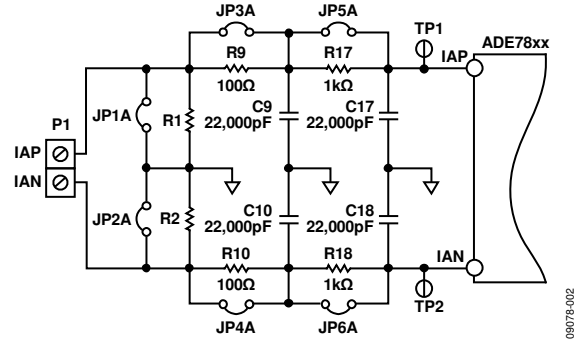 JP3A JP5A
TP1
ADE78xx
R9 R17 IAP
100Ω 1kΩ
P1
JP1A R1 C9 C17
22,000pF 22,000pF
IAP
IAN
JP2A R2 C10 C18
22,000pF 22,000pF
R10 R18 IAN
100Ω 1kΩ
TP2
JP4A JP6A
09078-002